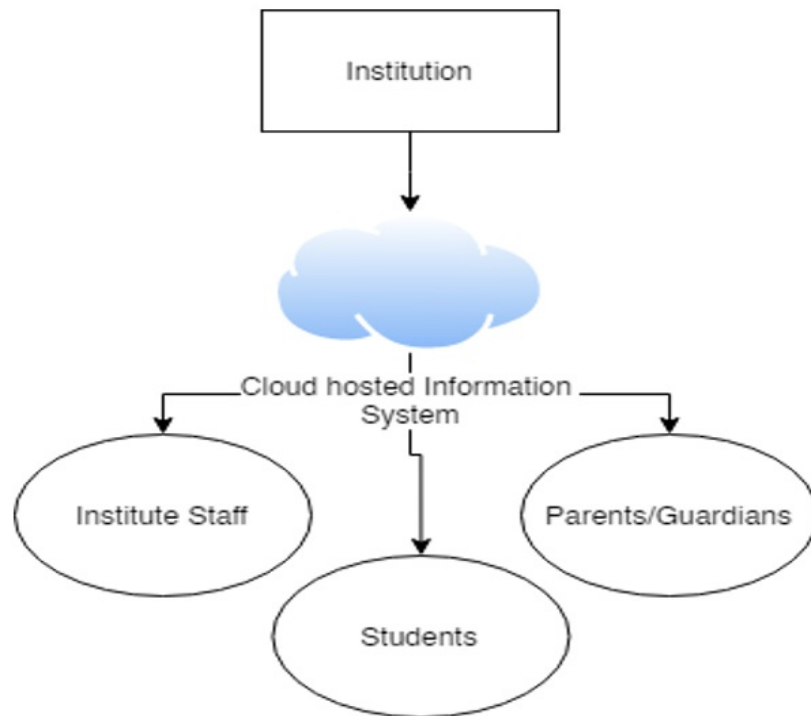 Institution
Cloud hosted Information
System
Institute Staff
Parents/Guardians
Students